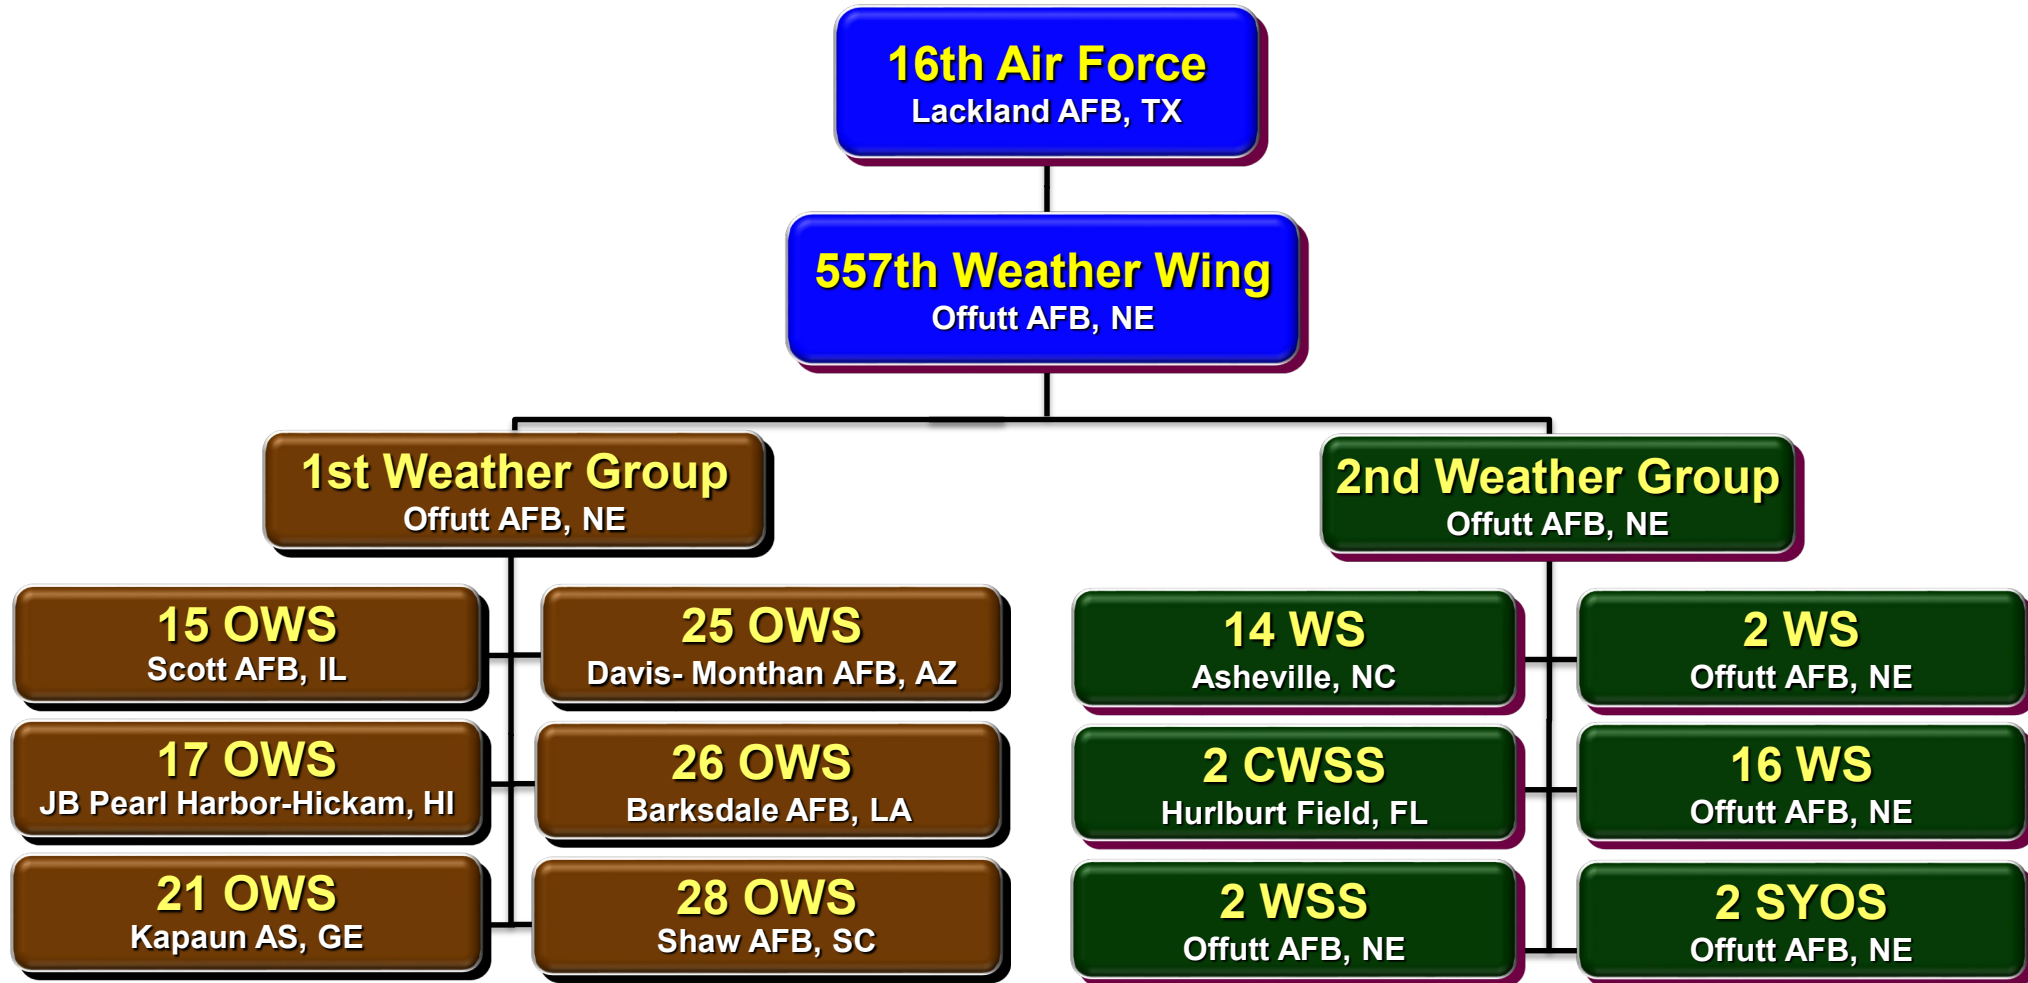 16th Air Force
Lackland AFB, TX
557th Weather Wing
Offutt AFB, NE
1st Weather Group
Offutt AFB, NE
2nd Weather Group
Offutt AFB, NE
15 OWS
Scott AFB, IL
25 OWS
Davis- Monthan AFB, AZ
17 OWS
JB Pearl Harbor-Hickam, HI
26 OWS
Barksdale AFB, LA
21 OWS
Kapaun AS, GE
28 OWS
Shaw AFB, SC
14 WS
Asheville, NC
2 WS
Offutt AFB, NE
2 CWSS
Hurlburt Field, FL
16 WS
Offutt AFB, NE
2 WSS
Offutt AFB, NE
2 SYOS
Offutt AFB, NE